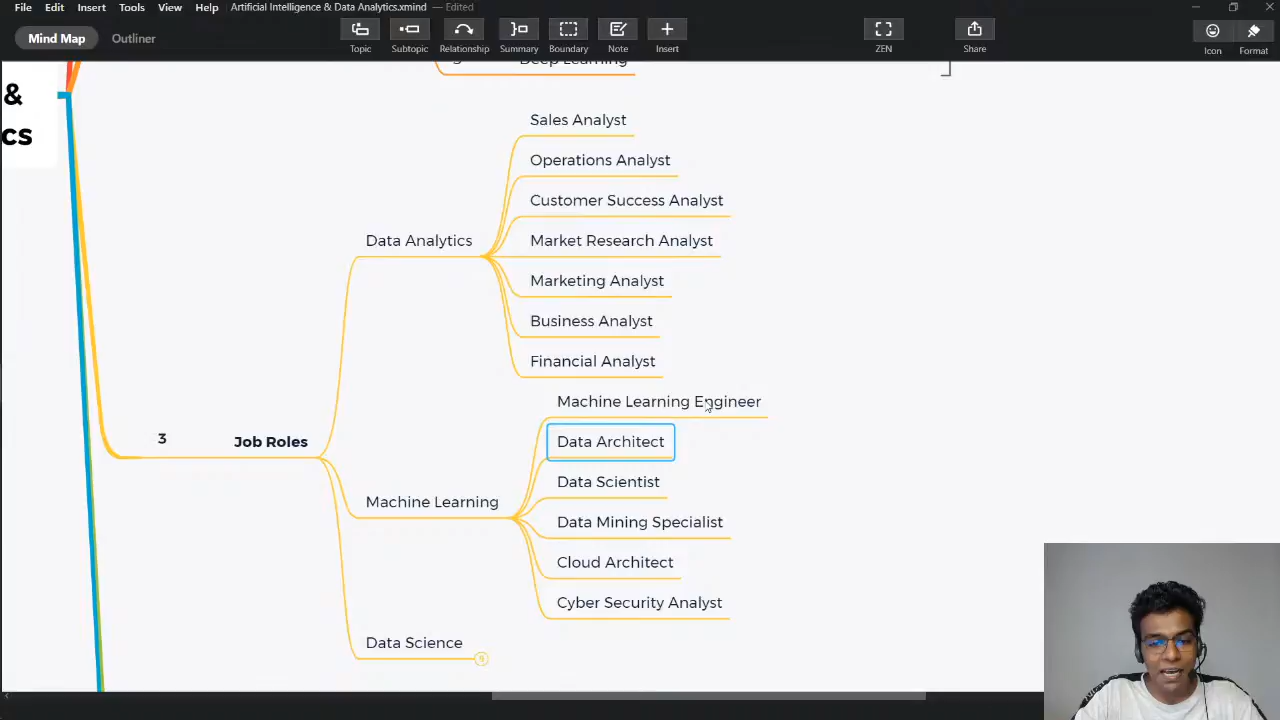 File Edit Insert Tools View Help Artificial Intelligence & Data Analytics.xmind — Edited
Mind Map Outliner
Topic Subtopic Relationship Summary Boundary Note Insert ZEN Share Icon Format
Deep Learning
&
cs
Sales Analyst
Operations Analyst
Customer Success Analyst
Data Analytics
Market Research Analyst
Marketing Analyst
Business Analyst
Financial Analyst
3 Job Roles
Machine Learning Engineer
Data Architect
Data Scientist
Machine Learning
Data Mining Specialist
Cloud Architect
Cyber Security Analyst
Data Science 9